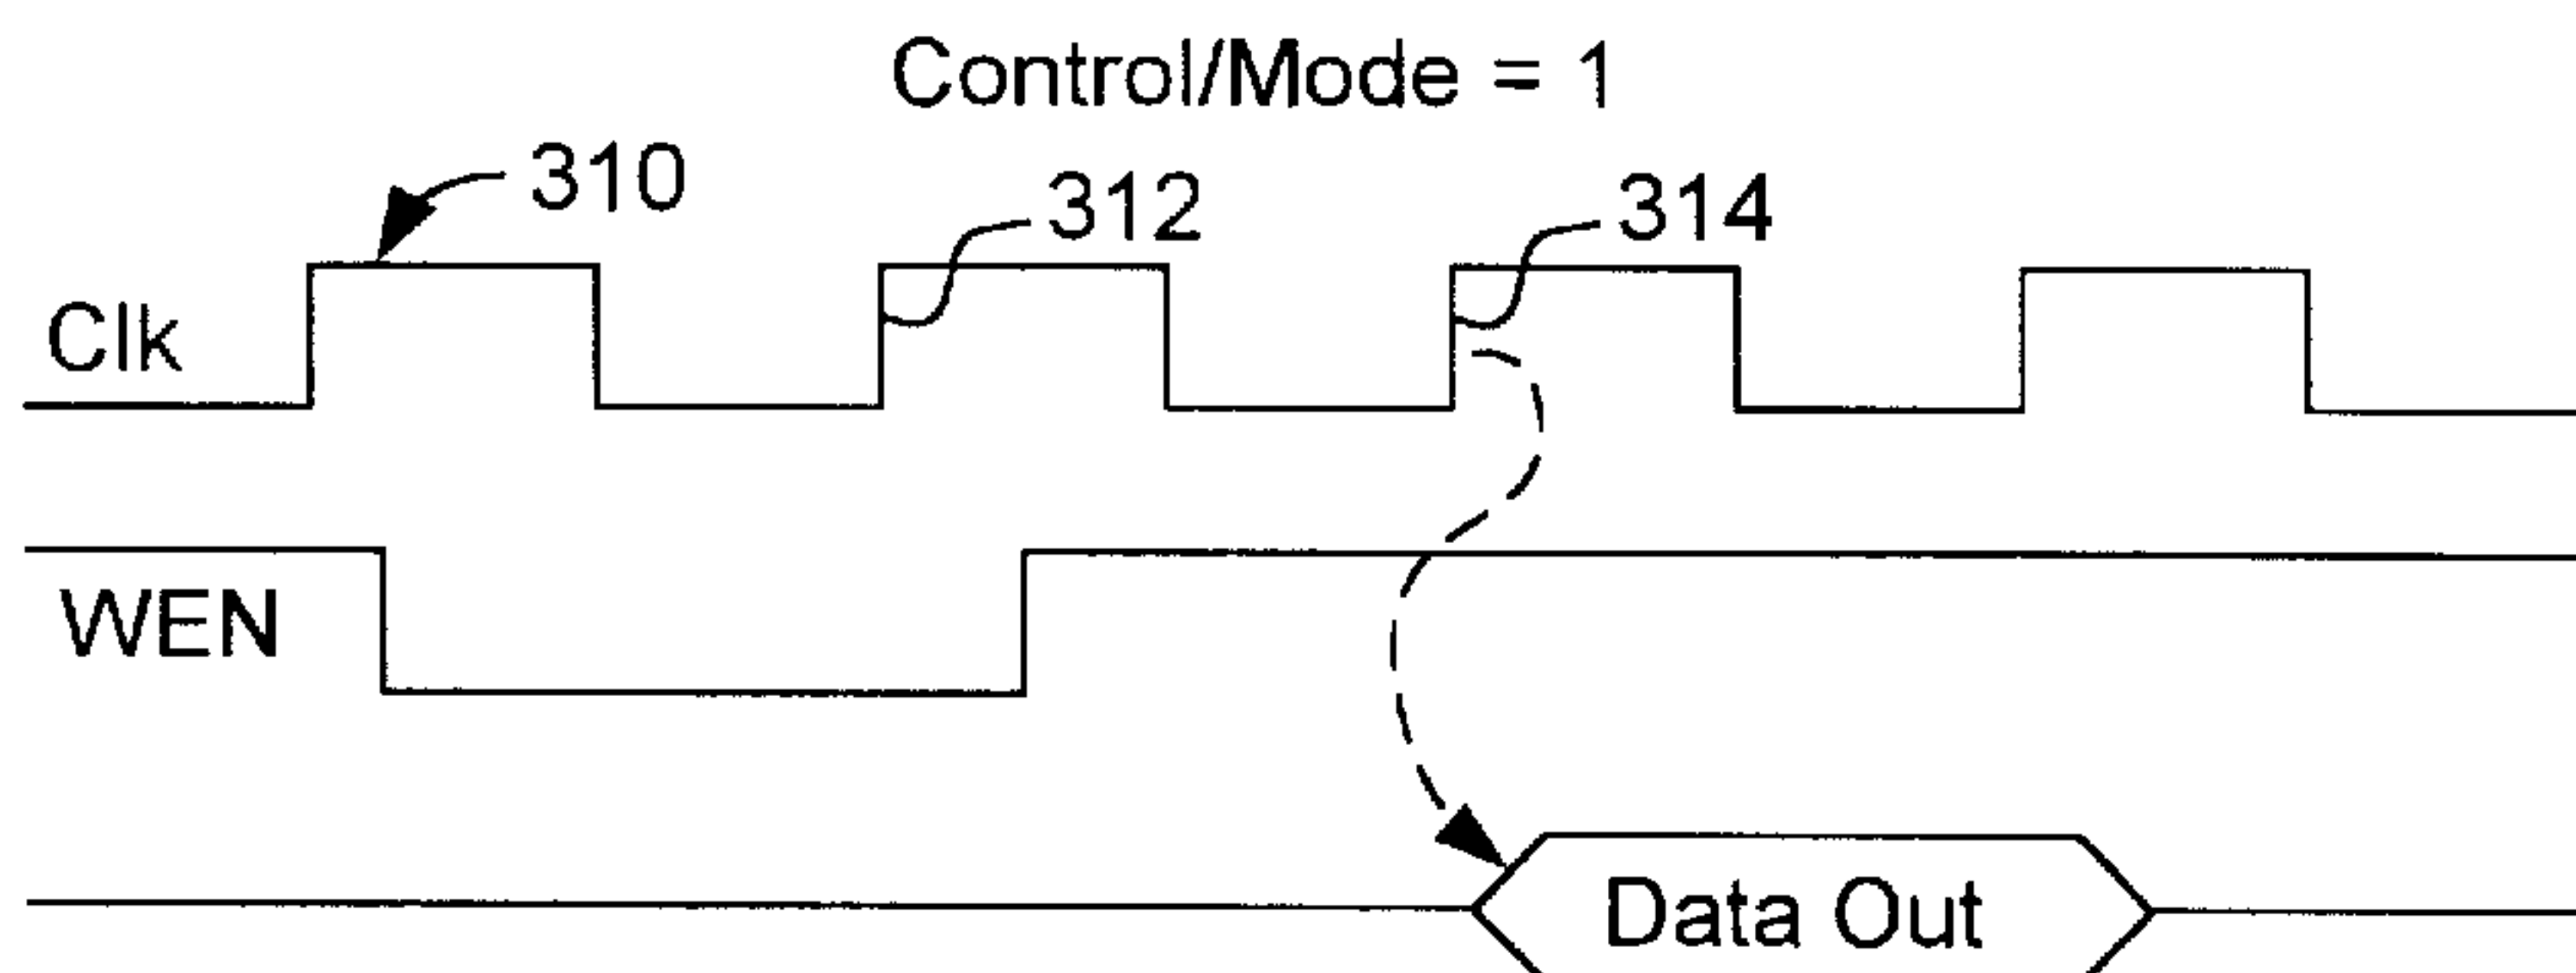 Control/Mode = 1
310
312
314
Clk
WEN
Data Out